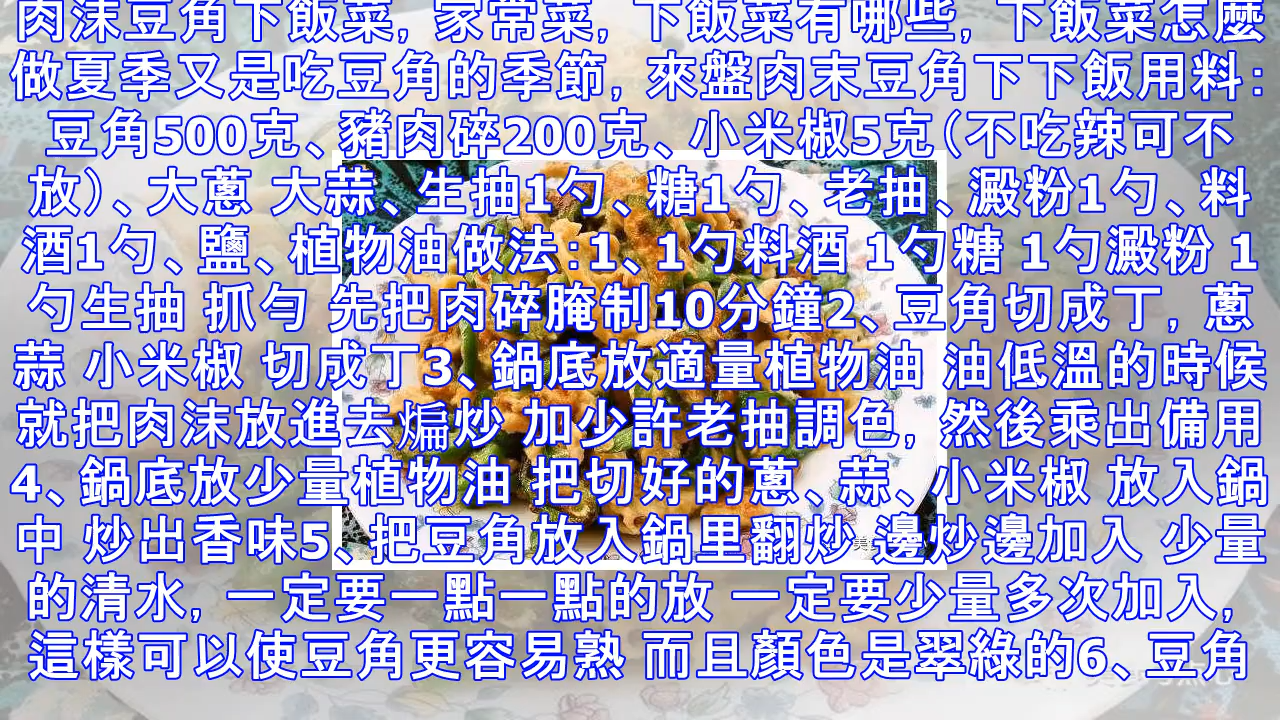 肉沫豆角下飯菜, 家常菜, 下飯菜有哪些, 下飯菜怎麼
做夏季又是吃豆角的季節, 來盤肉末豆角下下飯用料:
豆角500克、豬肉碎200克、小米椒5克(不吃辣可不
放)、大蔥 大蒜、生抽1勺、糖1勺、老抽、澱粉1勺、料
酒1勺、鹽、植物油做法:1、1勺料酒 1勺糖 1勺澱粉 1
勺生抽 抓勻 先把肉碎腌制10分鐘2、豆角切成丁, 蔥
蒜 小米椒 切成丁3、鍋底放適量植物油 油低溫的時候
就把肉沫放進去煸炒 加少許老抽調色, 然後乘出備用
4、鍋底放少量植物油 把切好的蔥、蒜、小米椒 放入鍋
中 炒出香味5、把豆角放入鍋里翻炒 邊炒邊加入 少量
的清水, 一定要一點一點的放 一定要少量多次加入,
這樣可以使豆角更容易熟 而且顏色是翠綠的6、豆角